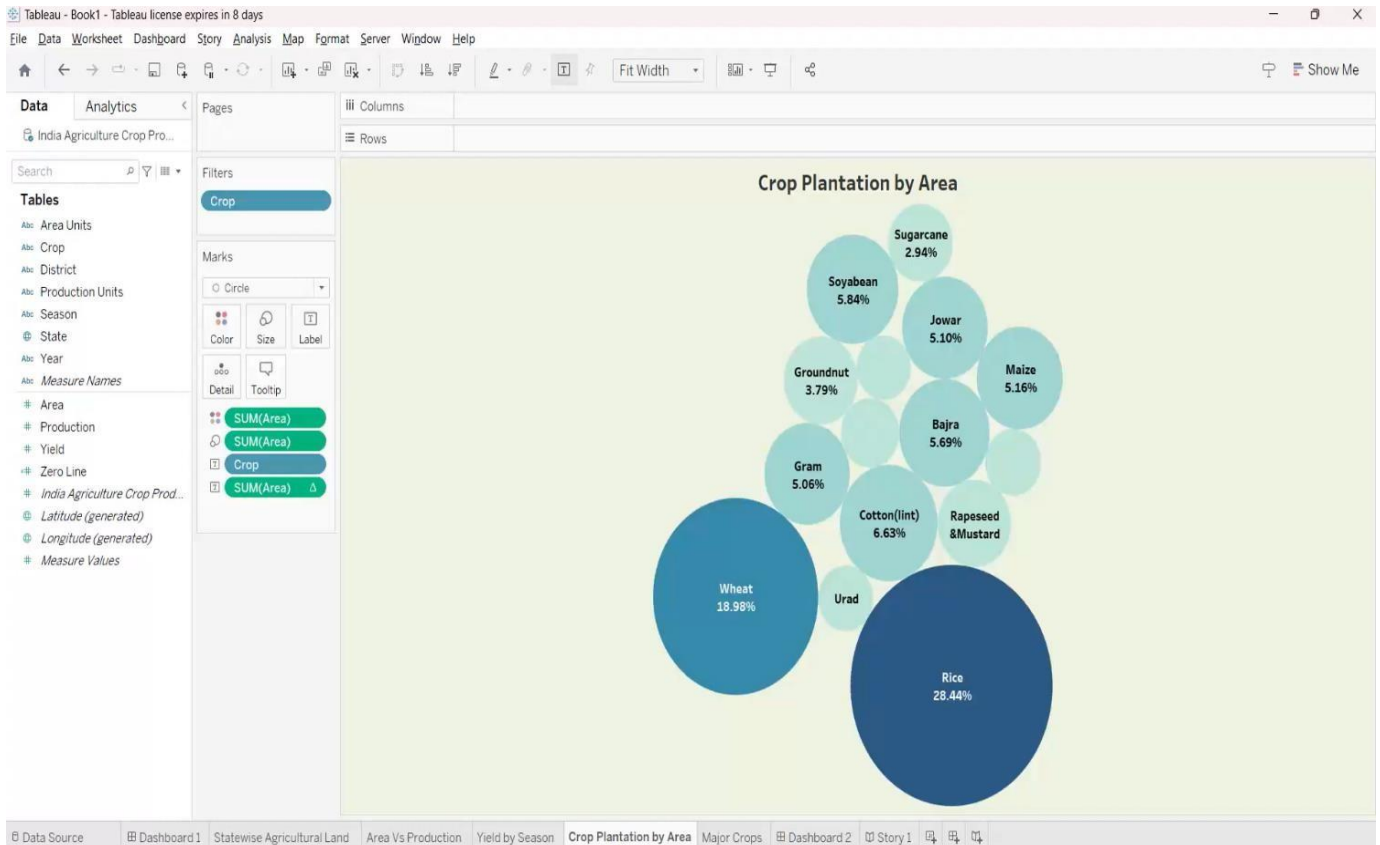 Tableau - Book1 - Tableau license expires in 8 days
File Data Worksheet Dashboard Story Analysis Map Format Server Window Help
Fit Width
Show Me
Data
Analytics
India Agriculture Crop Pro...
Search
Tables
Abc Area Units
Abc Crop
Abc District
Abc Production Units
Abc Season
State
Abc Year
Abc Measure Names
# Area
# Production
# Yield
=# Zero Line
# India Agriculture Crop Prod...
Latitude (generated)
Longitude (generated)
# Measure Values
Pages
Filters
Crop
Marks
Circle
Color Size Label
Detail Tooltip
SUM(Area)
SUM(Area)
Crop
SUM(Area) Δ
Columns
Rows
Crop Plantation by Area
Sugarcane
2.94%
Soyabean
5.84%
Jowar
5.10%
Groundnut
3.79%
Maize
5.16%
Bajra
5.69%
Gram
5.06%
Cotton(lint)
6.63%
Rapeseed
&Mustard
Wheat
18.98%
Urad
Rice
28.44%
Data Source Dashboard 1 Statewise Agricultural Land Area Vs Production Yield by Season Crop Plantation by Area Major Crops Dashboard 2 Story 1